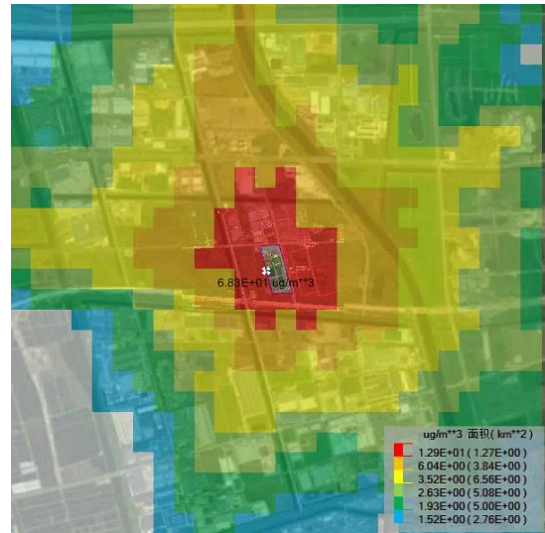 6.83E+01 ug/m**3
ug/m**3 面积( km**2)
1.29E+01( 1.27E+00)
6.04E+00( 3.84E+00)
3.52E+00( 6.56E+00)
2.63E+00( 5.08E+00)
1.93E+00( 5.00E+00)
1.52E+00( 2.76E+00)